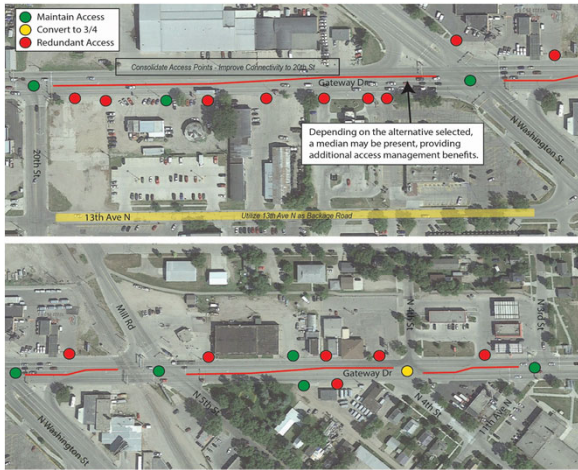 Maintain Access
Convert to 3/4
Redundant Access
Consolidate Access Points - Improve Connectivity to 20th St
Gateway Dr
20th St
N Washington St
Depending on the alternative selected,
a median may be present, providing
additional access management benefits.
13th Ave N
Utilize 13th Ave N as Backage Road
Mill Rd
N 4th St
N 3rd St
Gateway Dr
N Washington St
N 5th St
N 4th St
11th Ave N